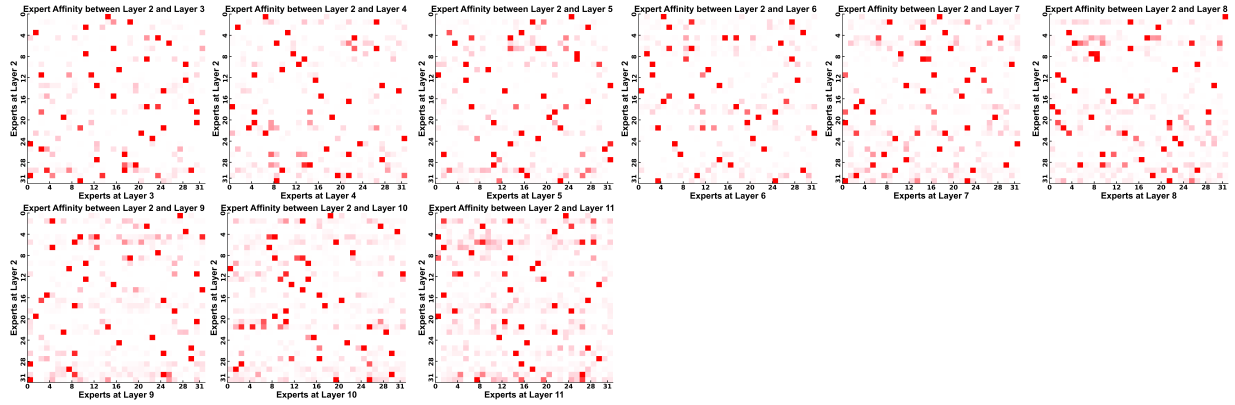 Expert Affinity between Layer 2 and Layer 3
Experts at Layer 2
0 4 8 12 16 20 24 28 31
0 4 8 12 16 20 24 28 31
Experts at Layer 3
Expert Affinity between Layer 2 and Layer 4
Experts at Layer 2
0 4 8 12 16 20 24 28 31
0 4 8 12 16 20 24 28 31
Experts at Layer 4
Expert Affinity between Layer 2 and Layer 5
Experts at Layer 2
0 4 8 12 16 20 24 28 31
0 4 8 12 16 20 24 28 31
Experts at Layer 5
Expert Affinity between Layer 2 and Layer 6
Experts at Layer 2
0 4 8 12 16 20 24 28 31
0 4 8 12 16 20 24 28 31
Experts at Layer 6
Expert Affinity between Layer 2 and Layer 7
Experts at Layer 2
0 4 8 12 16 20 24 28 31
0 4 8 12 16 20 24 28 31
Experts at Layer 7
Expert Affinity between Layer 2 and Layer 8
Experts at Layer 2
0 4 8 12 16 20 24 28 31
0 4 8 12 16 20 24 28 31
Experts at Layer 8
Expert Affinity between Layer 2 and Layer 9
Experts at Layer 2
0 4 8 12 16 20 24 28 31
0 4 8 12 16 20 24 28 31
Experts at Layer 9
Expert Affinity between Layer 2 and Layer 10
Experts at Layer 2
0 4 8 12 16 20 24 28 31
0 4 8 12 16 20 24 28 31
Experts at Layer 10
Expert Affinity between Layer 2 and Layer 11
Experts at Layer 2
0 4 8 12 16 20 24 28 31
0 4 8 12 16 20 24 28 31
Experts at Layer 11